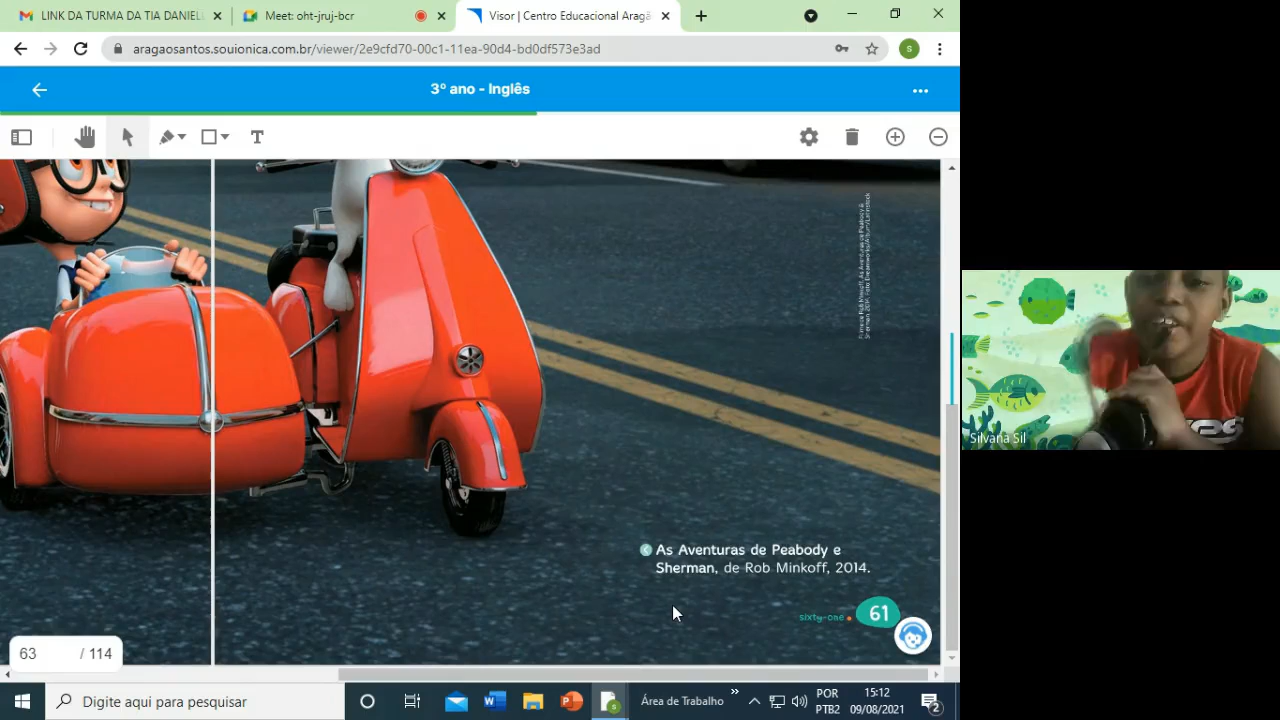 LINK DA TURMA DA TIA DANIEL
Meet: oht-jruj-bcr
Visor | Centro Educacional Aragã
aragaosantos.souionica.com.br/viewer/2e9cfd70-00c1-11ea-90d4-bd0df573e3ad
s
3º ano - Inglês
T
As Aventuras de Peabody e
Sherman, de Rob Minkoff, 2014.
sixty-one
61
63 / 114
Silvana Sil
Digite aqui para pesquisar
Área de Trabalho
POR
PTB2
15:12
09/08/2021
2